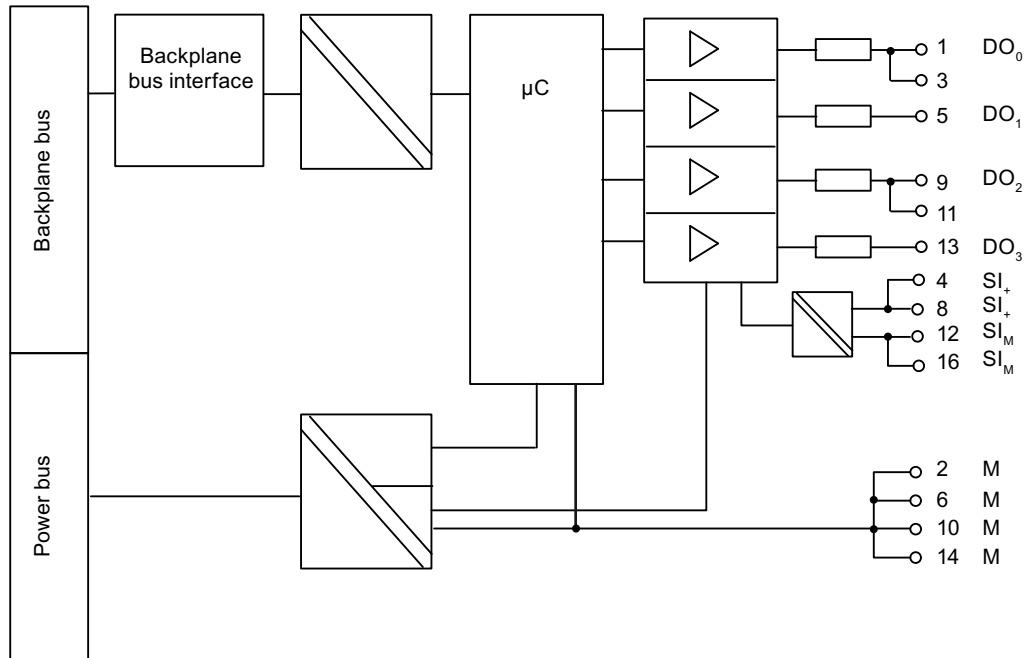 Backplane bus
Power bus
Backplane
bus interface
µC
1 DO0
3
5 DO1
9 DO2
11
13 DO3
4 SI+
8 SI+
12 SIM
16 SIM
2 M
6 M
10 M
14 M